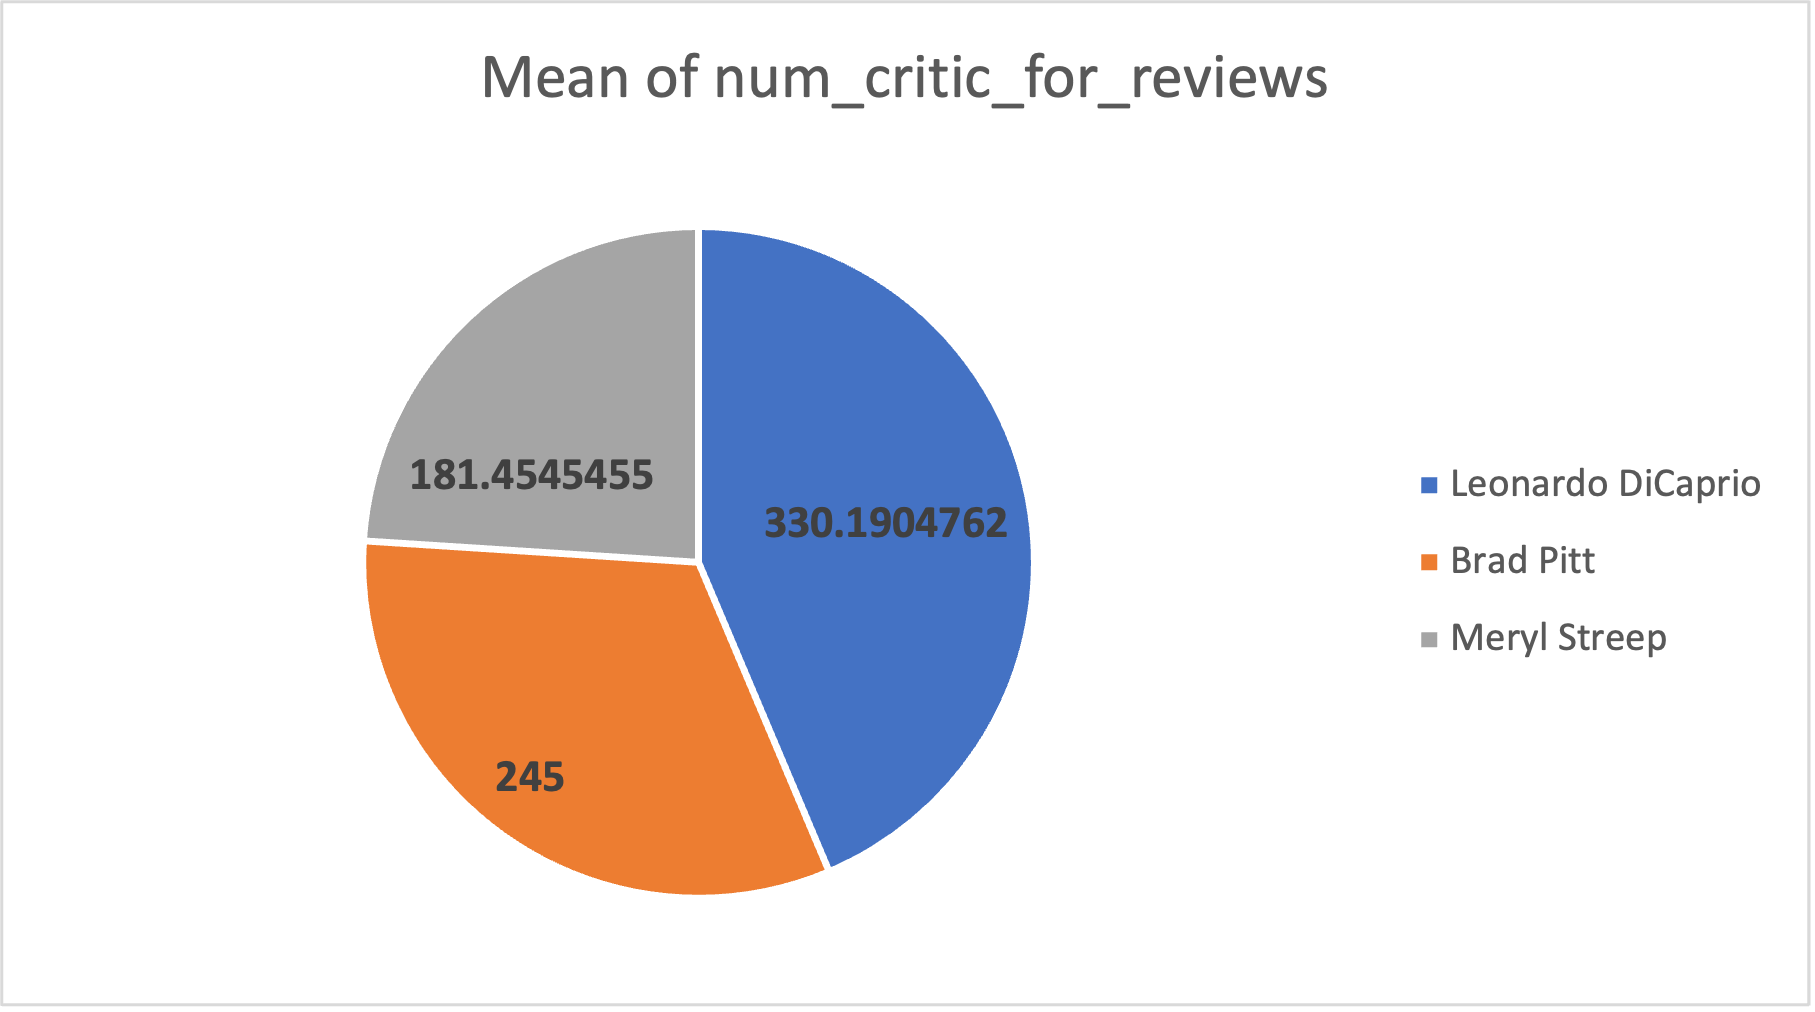 Mean of num_critic_for_reviews
181.4545455
330.1904762
245
Leonardo DiCaprio
Brad Pitt
Meryl Streep